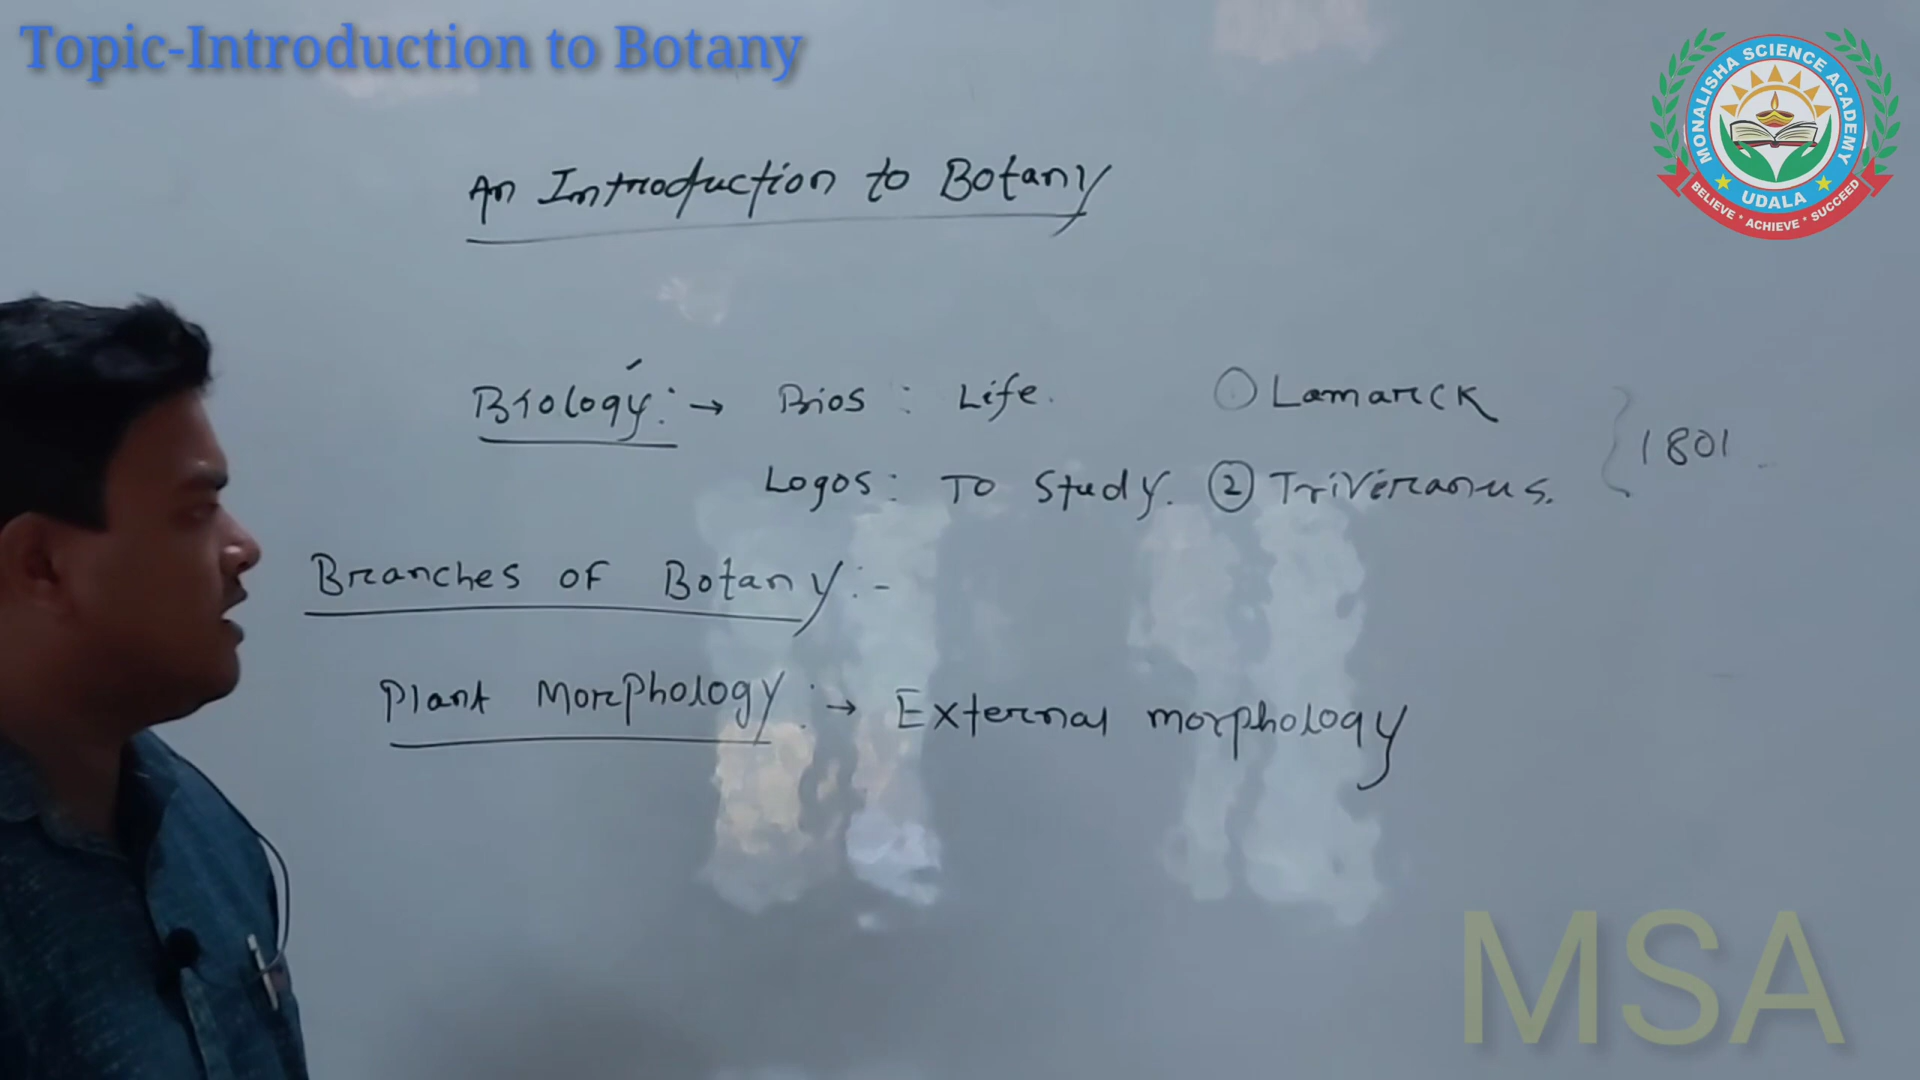 Topic-Introduction to Botany
MONALISHA SCIENCE ACADEMY
UDALA
BELIEVE * ACHIEVE * SUCCEED
An Introduction to Botany
Biology: → Bios : Life. ① Lamarck
1801
Logos: To Study. ② Triveranus.
Branches of Botany:-
Plant Morphology: → External morphology
MSA